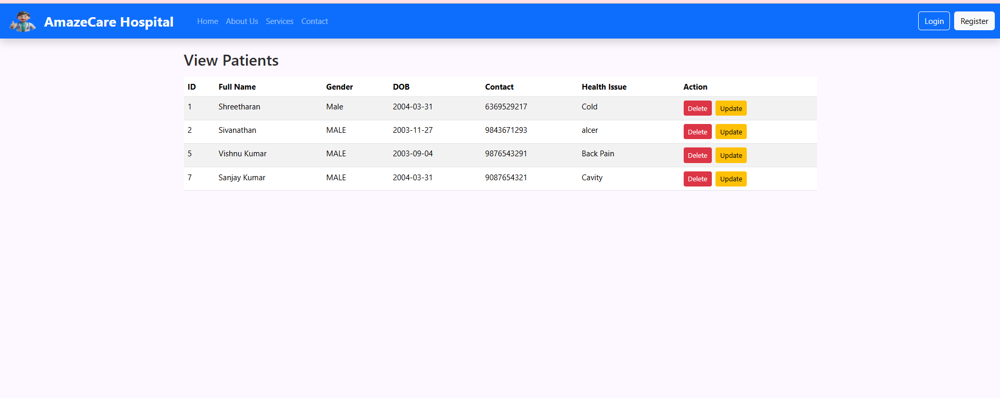 AmazeCare Hospital Home About Us Services Contact Login Register
View Patients
ID Full Name Gender DOB Contact Health Issue Action
1 Shreetharan Male 2004-03-31 6369529217 Cold Delete Update
2 Sivanathan MALE 2003-11-27 9843671293 alcer Delete Update
5 Vishnu Kumar MALE 2003-09-04 9876543291 Back Pain Delete Update
7 Sanjay Kumar MALE 2004-03-31 9087654321 Cavity Delete Update